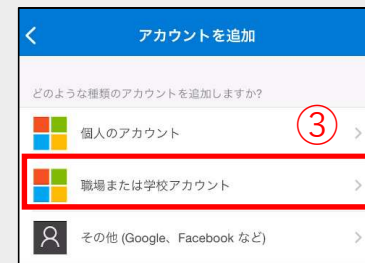 アカウントを追加
どのような種類のアカウントを追加しますか?
個人のアカウント
③
職場または学校アカウント
その他 (Google、Facebook など)